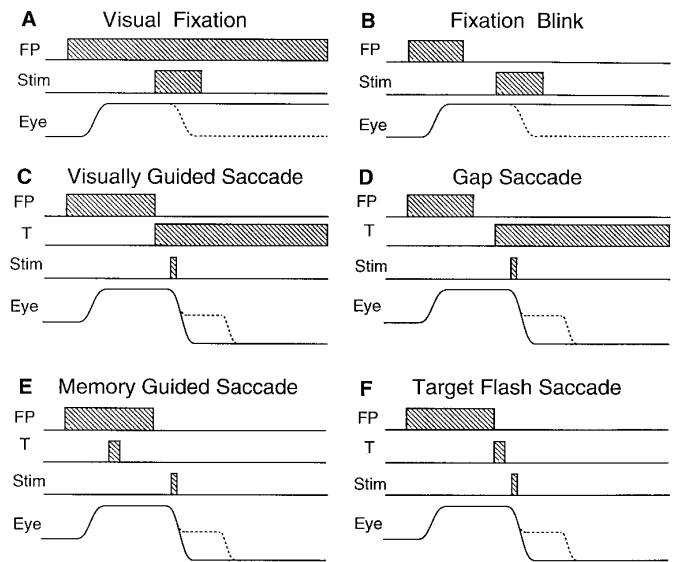 A Visual Fixation
FP
Stim
Eye
B Fixation Blink
FP
Stim
Eye
C Visually Guided Saccade
FP
T
Stim
Eye
D Gap Saccade
FP
T
Stim
Eye
E Memory Guided Saccade
FP
T
Stim
Eye
F Target Flash Saccade
FP
T
Stim
Eye